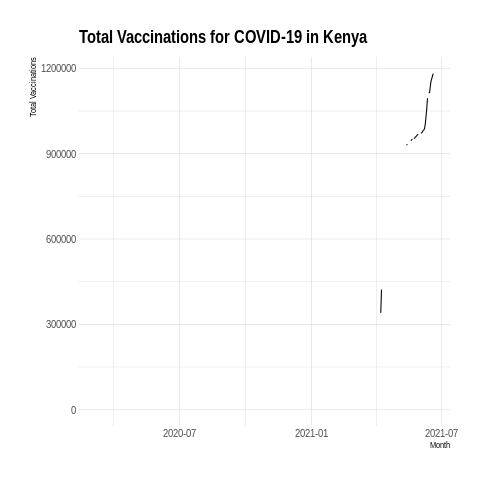 Total Vaccinations for COVID-19 in Kenya
Total Vaccinations
1200000
900000
600000
300000
0
2020-07
2021-01
2021-07
Month